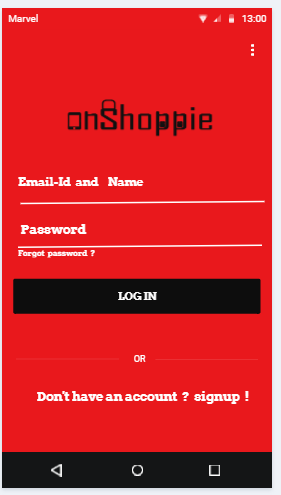 Marvel 13:00
onShoppie
Email-Id and Name
Password
Forgot password ?
LOG IN
OR
Don't have an account ? signup !